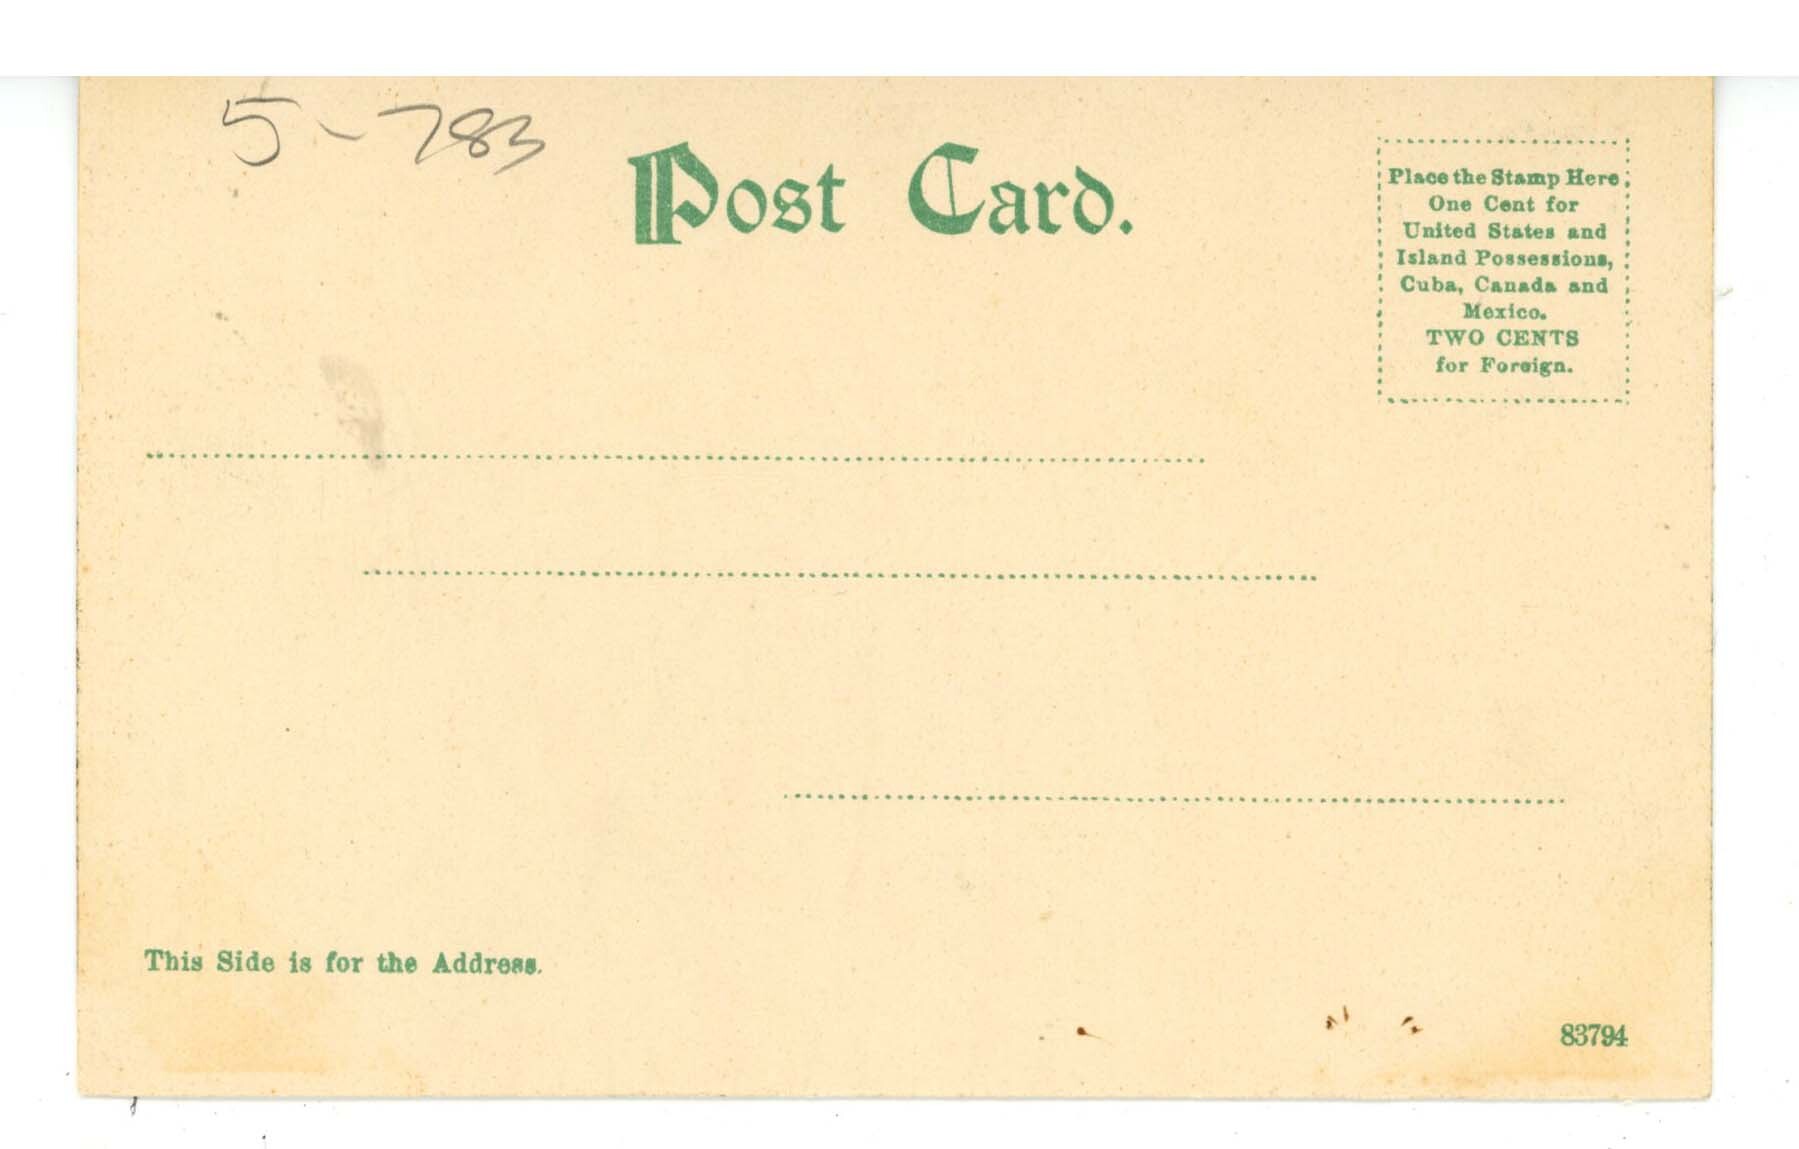 5-783
Post Card.
Place the Stamp Here
One Cent for
United States and
Island Possessions,
Cuba, Canada and
Mexico.
TWO CENTS
for Foreign.
This Side is for the Address.
83794